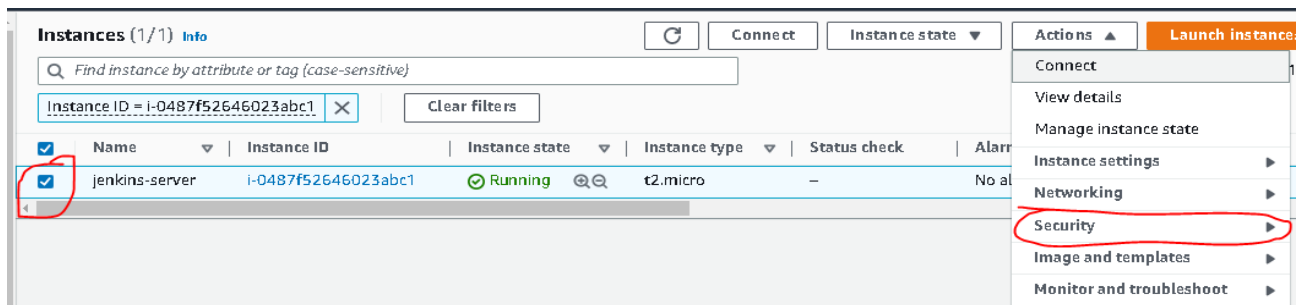 Instances (1/1) Info
Connect
Instance state
Actions
Launch instances
Find instance by attribute or tag (case-sensitive)
Instance ID = i-0487f52646023abc1
Clear filters
Connect
View details
Manage instance state
Instance settings
Networking
Security
Image and templates
Monitor and troubleshoot
Name Instance ID Instance state Instance type Status check Alarr
jenkins-server i-0487f52646023abc1 Running t2.micro – No al